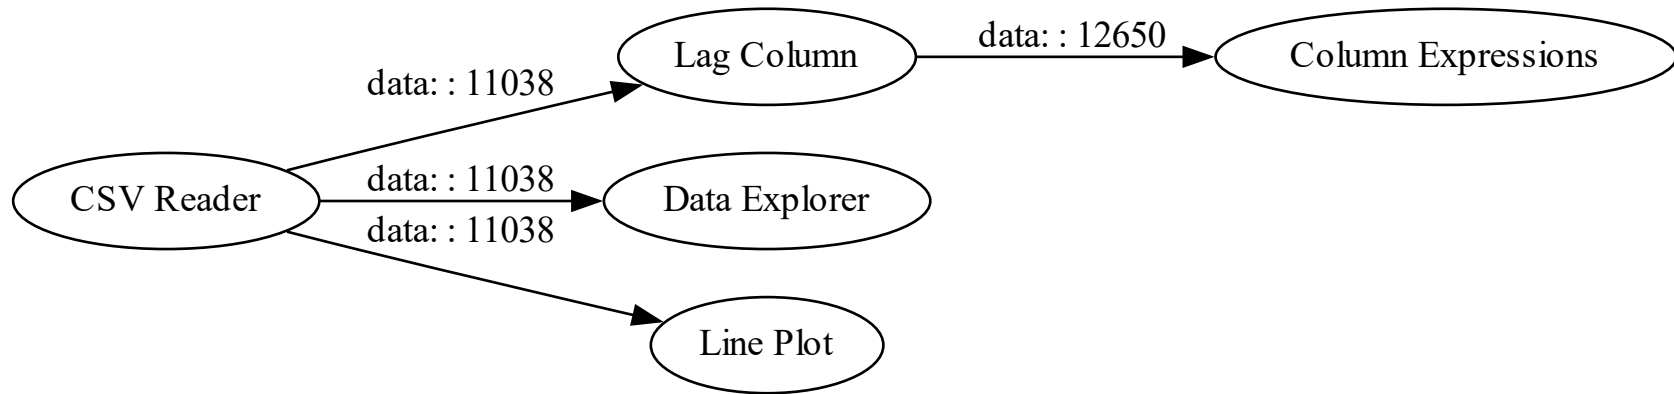 data: : 12650
Lag Column
Column Expressions
data: : 11038
data: : 11038
CSV Reader
Data Explorer
data: : 11038
Line Plot